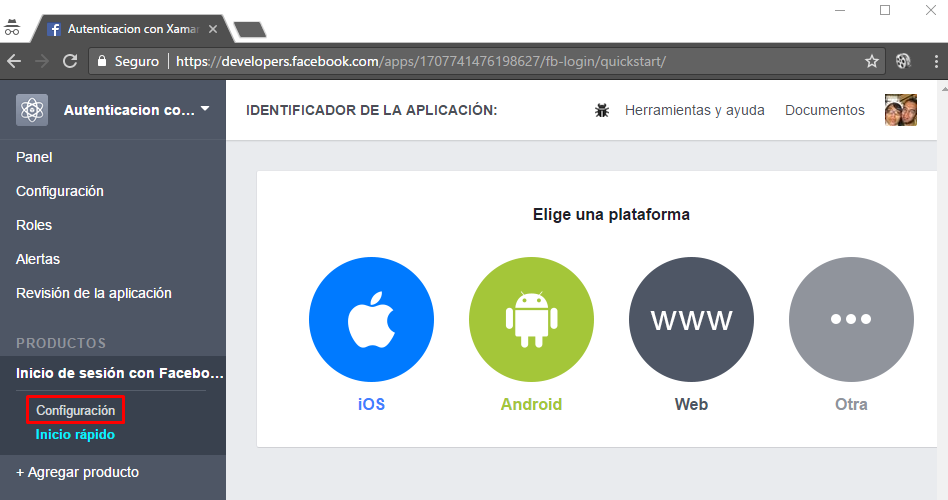 Autenticacion con Xamar
Seguro
https://developers.facebook.com/apps/1707741476198627/fb-login/quickstart/
Autenticacion co...
IDENTIFICADOR DE LA APLICACIÓN:
Herramientas y ayuda
Documentos
Panel
Configuración
Roles
Alertas
Revisión de la aplicación
PRODUCTOS
Inicio de sesión con Facebo...
Configuración
Inicio rápido
+ Agregar producto
Elige una plataforma
WWW
iOS
Android
Web
Otra